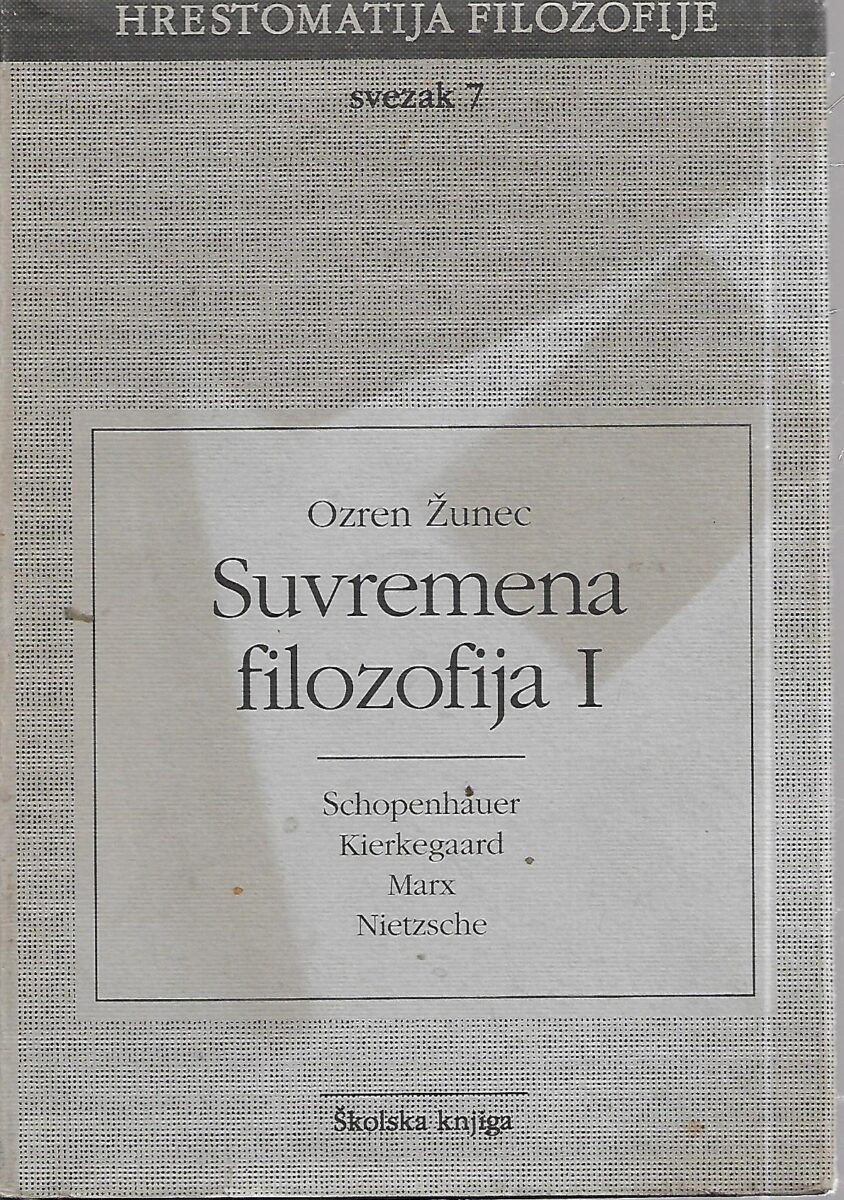 HRESTOMATIJA FILOZOFIJE
svezak 7
Ozren Žunec
Suvremena
filozofija I
Schopenhauer
Kierkegaard
Marx
Nietzsche
Školska knjiga